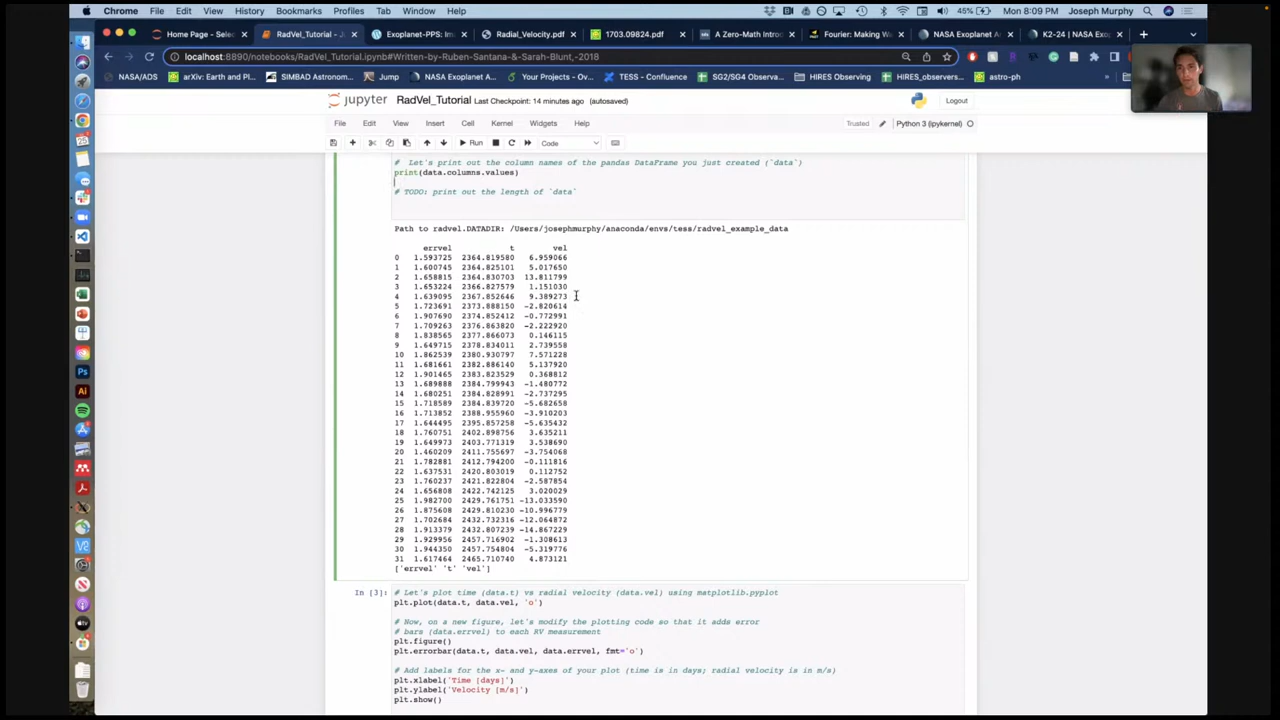 Chrome File Edit View History Bookmarks Profiles Tab Window Help 45% Mon 8:09 PM Joseph Murphy
Home Page - Selec RadVel_Tutorial - J Exoplanet-PPS: Im Radial_Velocity.pdf 1703.09824.pdf A Zero-Math Intro Fourier: Making W NASA Exoplanet A K2-24 | NASA Exo
localhost:8890/notebooks/RadVel_Tutorial.ipynb#Written-by-Ruben-Santana-&-Sarah-Blunt,-2018
NASA/ADS arXiv: Earth and Pl... SIMBAD Astronom... Jump NASA Exoplanet A... Your Projects - Ov... TESS - Confluence SG2/SG4 Observa... HIRES Observing HIRES_observers... astro-ph »
jupyter RadVel_Tutorial Last Checkpoint: 14 minutes ago (autosaved) Logout
File Edit View Insert Cell Kernel Widgets Help Trusted Python 3 (ipykernel)
Run Code
# Let's print out the column names of the pandas DataFrame you just created (`data`)
print(data.columns.values)
# TODO: print out the length of `data`
Path to radvel.DATADIR: /Users/josephmurphy/anaconda/envs/tess/radvel_example_data
errvel t vel
0 1.593725 2364.819580 6.959066
1 1.600745 2364.825101 5.017650
2 1.658815 2364.830703 13.811799
3 1.653224 2366.827579 1.151030
4 1.639095 2367.852646 9.389273
5 1.723691 2373.888150 -2.820614
6 1.907690 2374.852412 -0.772991
7 1.709263 2376.863820 -2.222920
8 1.838565 2377.866073 0.146115
9 1.649715 2378.834011 2.739558
10 1.862539 2380.930797 7.571228
11 1.681661 2382.886140 5.137920
12 1.901465 2383.823529 0.368812
13 1.689888 2384.799943 -1.480772
14 1.680251 2384.828991 -2.737295
15 1.718589 2384.839720 -5.682658
16 1.713852 2388.955960 -3.910203
17 1.644495 2395.857258 -5.635432
18 1.760751 2402.898756 3.635211
19 1.649973 2403.771319 3.538690
20 1.460209 2411.755697 -3.754068
21 1.782881 2412.794200 -0.111816
22 1.637531 2420.803019 0.112752
23 1.760237 2421.822804 -2.587854
24 1.656808 2422.742125 3.020029
25 1.982700 2429.761751 -13.033590
26 1.875608 2429.810230 -10.996779
27 1.702684 2432.732316 -12.064872
28 1.913379 2432.807239 -14.867229
29 1.929956 2457.716902 -1.308613
30 1.944350 2457.754804 -5.319776
31 1.617464 2465.710740 4.873121
['errvel' 't' 'vel']
In [3]: # Let's plot time (data.t) vs radial velocity (data.vel) using matplotlib.pyplot
plt.plot(data.t, data.vel, 'o')
# Now, on a new figure, let's modify the plotting code so that it adds error
# bars (data.errvel) to each RV measurement
plt.figure()
plt.errorbar(data.t, data.vel, data.errvel, fmt='o')
# Add labels for the x- and y-axes of your plot (time is in days; radial velocity is in m/s)
plt.xlabel('Time [days]')
plt.ylabel('Velocity [m/s]')
plt.show()